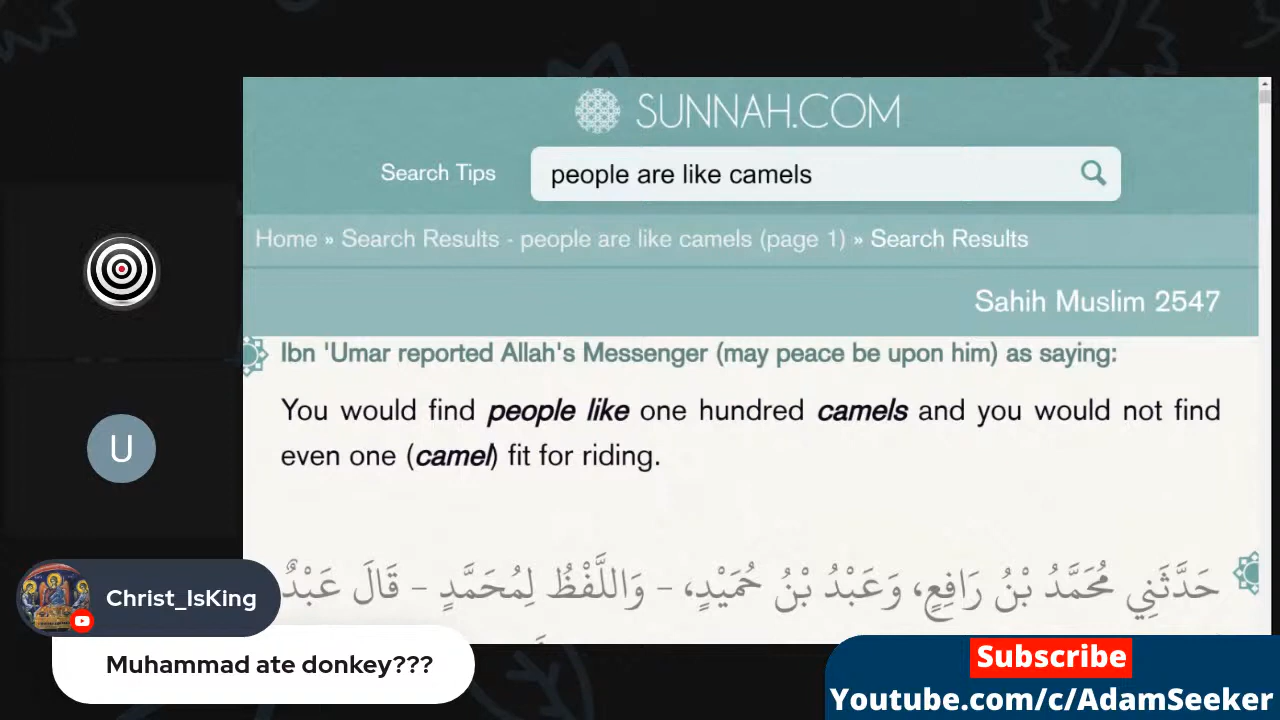 SUNNAH.COM
Search Tips
people are like camels
Home » Search Results - people are like camels (page 1) » Search Results
Sahih Muslim 2547
Ibn 'Umar reported Allah's Messenger (may peace be upon him) as saying:
You would find people like one hundred camels and you would not find
even one (camel) fit for riding.
حَدَّثَنِي مُحَمَّدُ بْنُ رَافِعٍ، وَعَبْدُ بْنُ حُمَيْدٍ، - وَاللَّفْظُ لِمُحَمَّدٍ - قَالَ عَبْدٌ
U
Christ_IsKing
Muhammad ate donkey???
Subscribe
Youtube.com/c/AdamSeeker